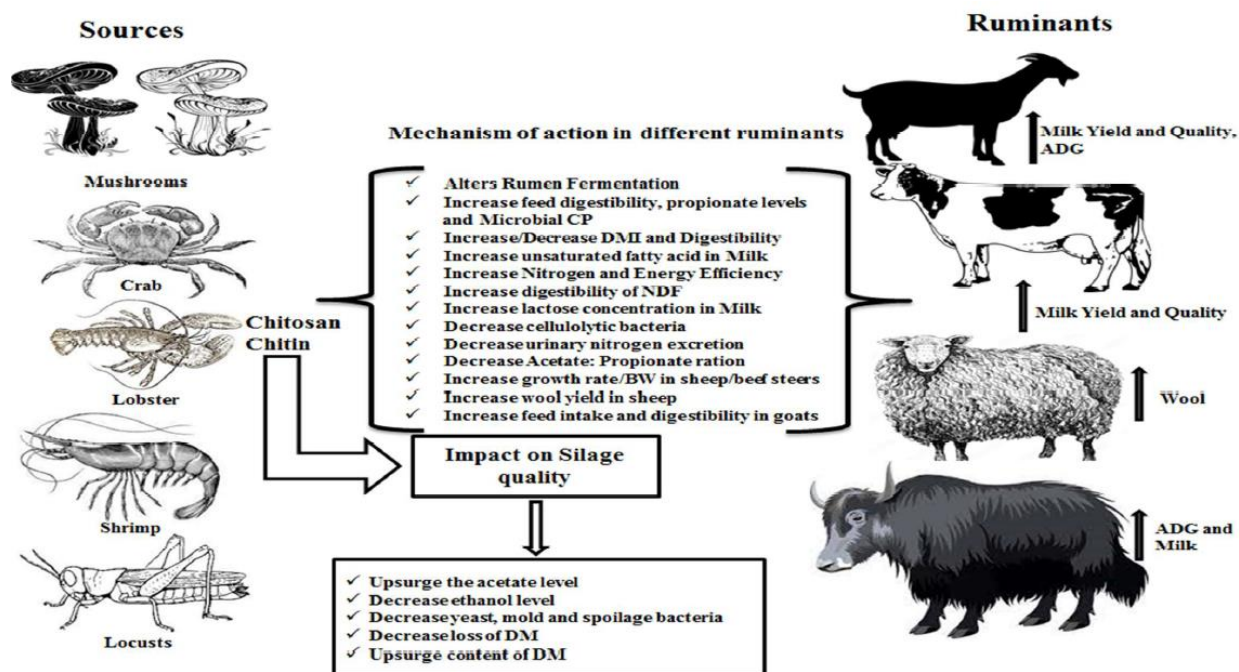 Sources
Mushrooms
Crab
Lobster
Shrimp
Locusts
Chitosan
Chitin
Mechanism of action in different ruminants
✓ Alters Rumen Fermentation
✓ Increase feed digestibility, propionate levels
and Microbial CP
✓ Increase/Decrease DMI and Digestibility
✓ Increase unsaturated fatty acid in Milk
✓ Increase Nitrogen and Energy Efficiency
✓ Increase digestibility of NDF
✓ Increase lactose concentration in Milk
✓ Decrease cellulolytic bacteria
✓ Decrease urinary nitrogen excretion
✓ Decrease Acetate: Propionate ration
✓ Increase growth rate/BW in sheep/beef steers
✓ Increase wool yield in sheep
✓ Increase feed intake and digestibility in goats
Impact on Silage
quality
✓ Upsurge the acetate level
✓ Decrease ethanol level
✓ Decrease yeast, mold and spoilage bacteria
✓ Decrease loss of DM
✓ Upsurge content of DM
Ruminants
Milk Yield and Quality,
ADG
Milk Yield and Quality
Wool
ADG and
Milk